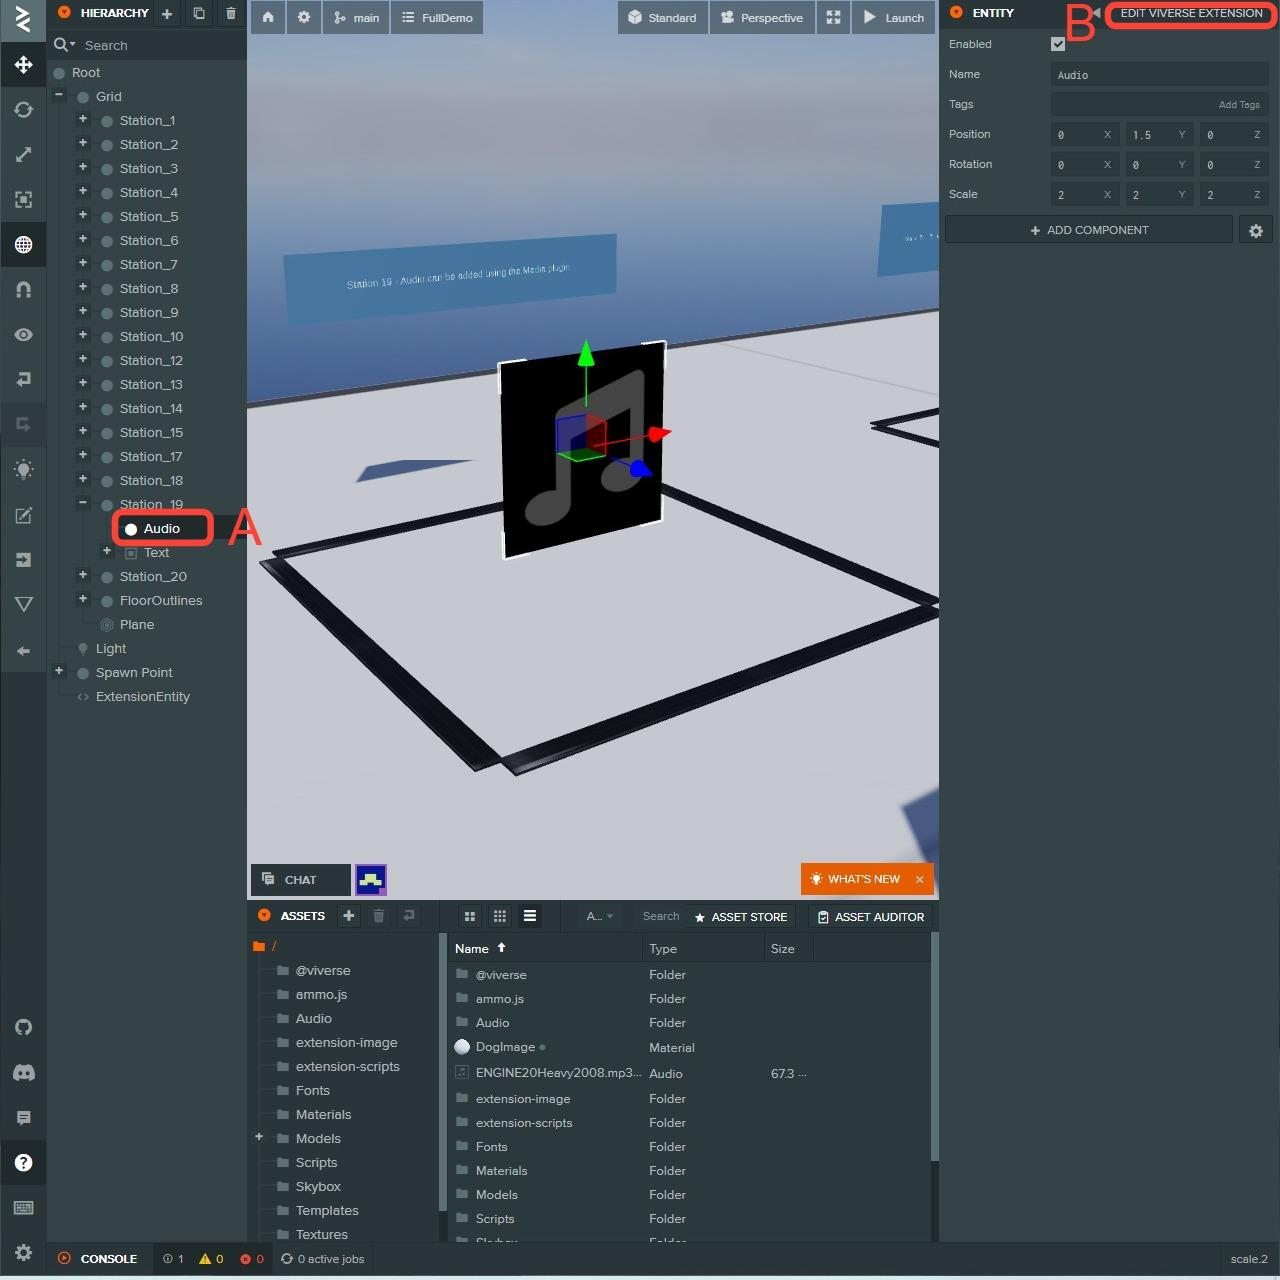 HIERARCHY
Search
Root
Grid
Station_1
Station_2
Station_3
Station_4
Station_5
Station_6
Station_7
Station_8
Station_9
Station_10
Station_12
Station_13
Station_14
Station_15
Station_17
Station_18
Station_19
Audio
A
Text
Station_20
FloorOutlines
Plane
Light
Spawn Point
ExtensionEntity
main
FullDemo
Standard
Perspective
Launch
Station 19 - Audio can be added using the Media plugin
CHAT
WHAT'S NEW
ENTITY
B
EDIT VIVERSE EXTENSION
Enabled
Name
Audio
Tags
Add Tags
Position
0 X 1.5 Y 0 Z
Rotation
0 X 0 Y 0 Z
Scale
2 X 2 Y 2 Z
ADD COMPONENT
ASSETS
A...
Search
ASSET STORE
ASSET AUDITOR
/
@viverse
ammo.js
Audio
extension-image
extension-scripts
Fonts
Materials
Models
Scripts
Skybox
Templates
Textures
Name Type Size
@viverse Folder
ammo.js Folder
Audio Folder
DogImage Material
ENGINE20Heavy2008.mp3... Audio 67.3 ...
extension-image Folder
extension-scripts Folder
Fonts Folder
Materials Folder
Models Folder
Scripts Folder
Skybox Folder
CONSOLE
1
0
0
0 active jobs
scale.2